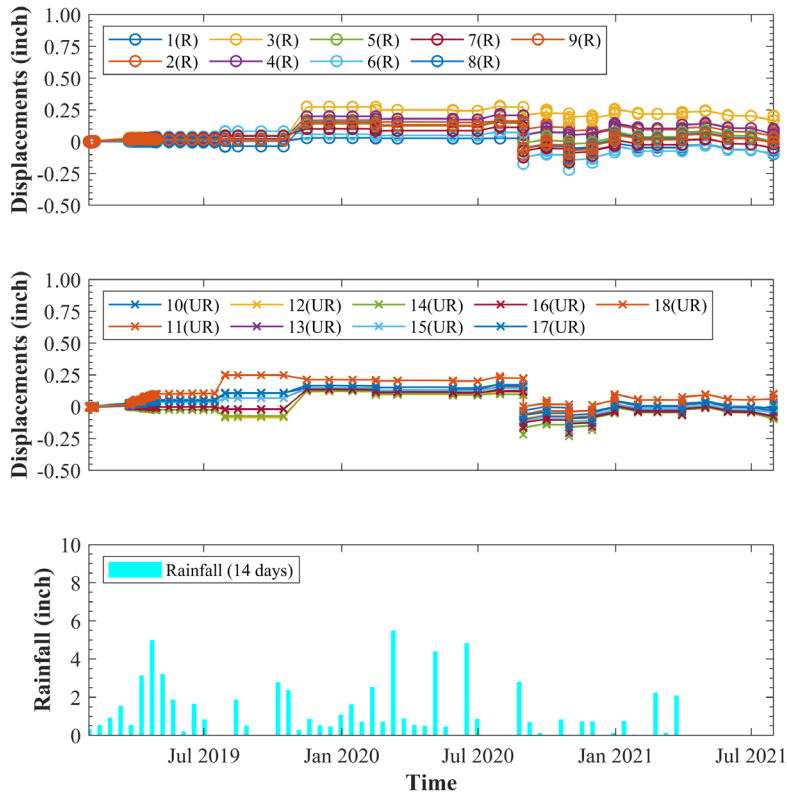 1.00
0.75
0.50
0.25
0
-0.25
-0.50
Displacements (inch)
1(R) 3(R) 5(R) 7(R) 9(R)
2(R) 4(R) 6(R) 8(R)
1.00
0.75
0.50
0.25
0
-0.25
-0.50
Displacements (inch)
10(UR) 12(UR) 14(UR) 16(UR) 18(UR)
11(UR) 13(UR) 15(UR) 17(UR)
10
8
6
4
2
0
Rainfall (inch)
Rainfall (14 days)
Jul 2019 Jan 2020 Jul 2020 Jan 2021 Jul 2021
Time